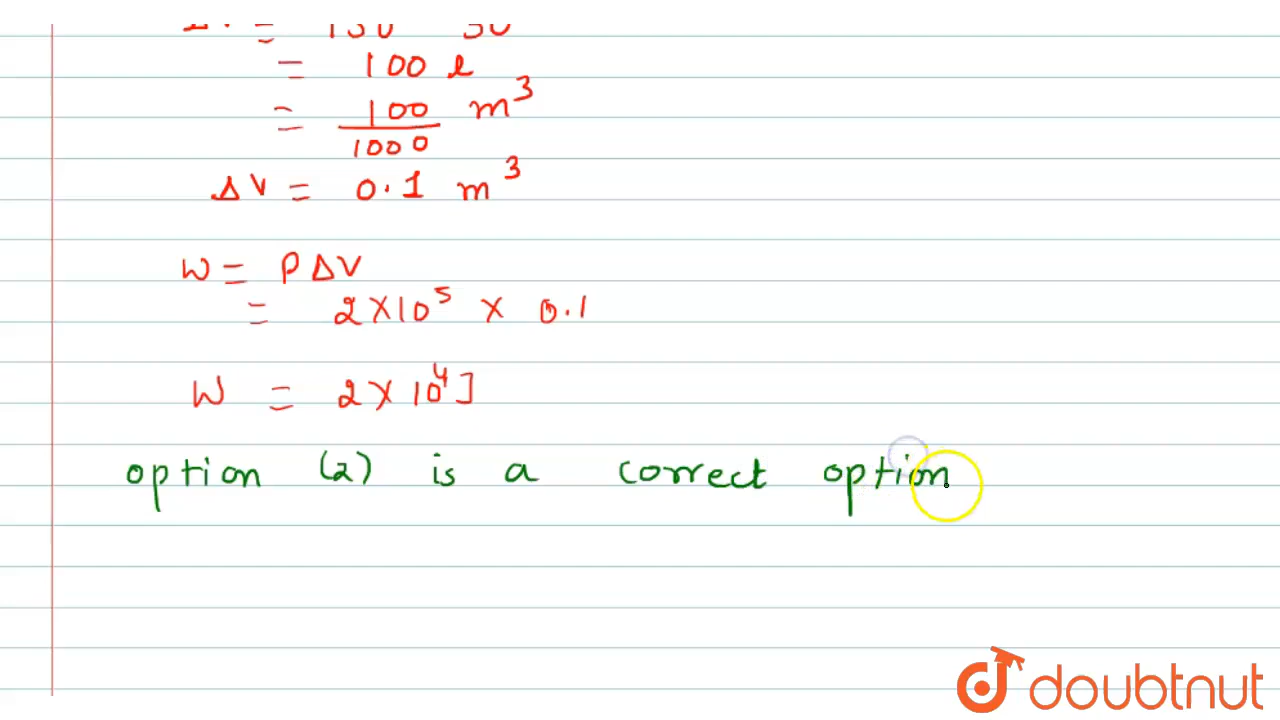 = 100 l
= 100/1000 m³
ΔV = 0.1 m³
W = PΔV
= 2×10⁵ × 0.1
W = 2×10⁴ J
option (2) is a correct option
doubtnut